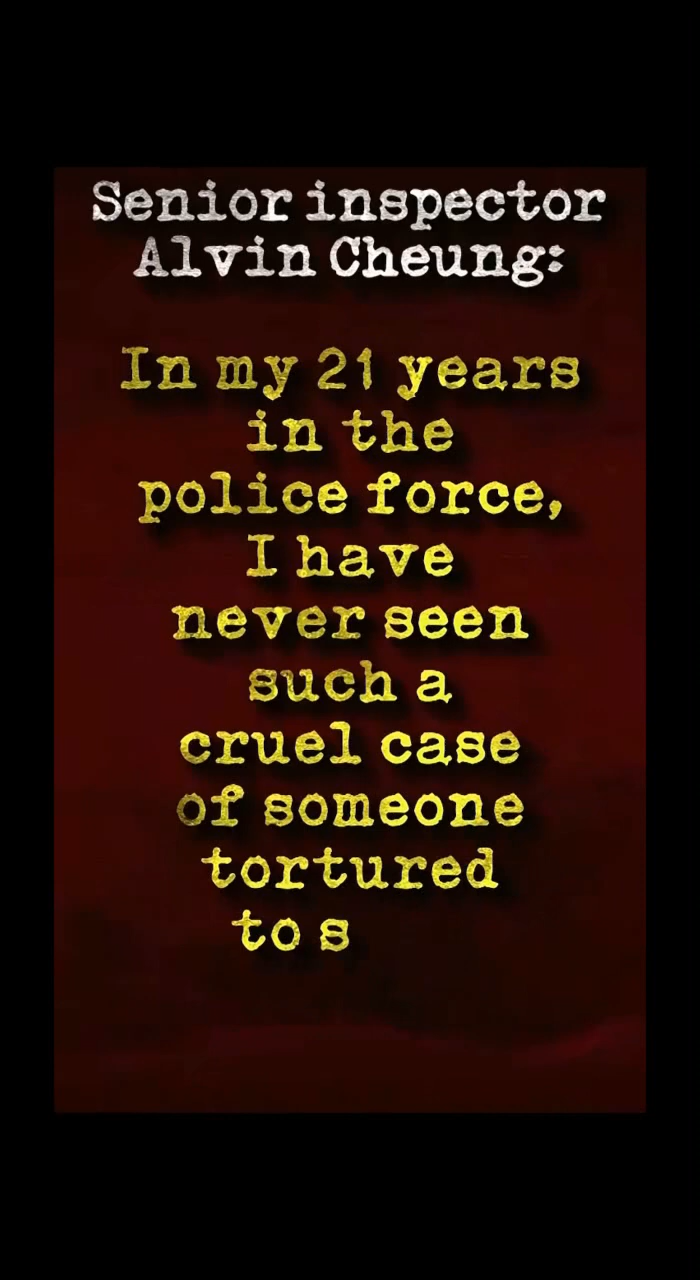 Senior inspector
Alvin Cheung:
In my 21 years
in the
police force,
I have
never seen
such a
cruel case
of someone
tortured
to s